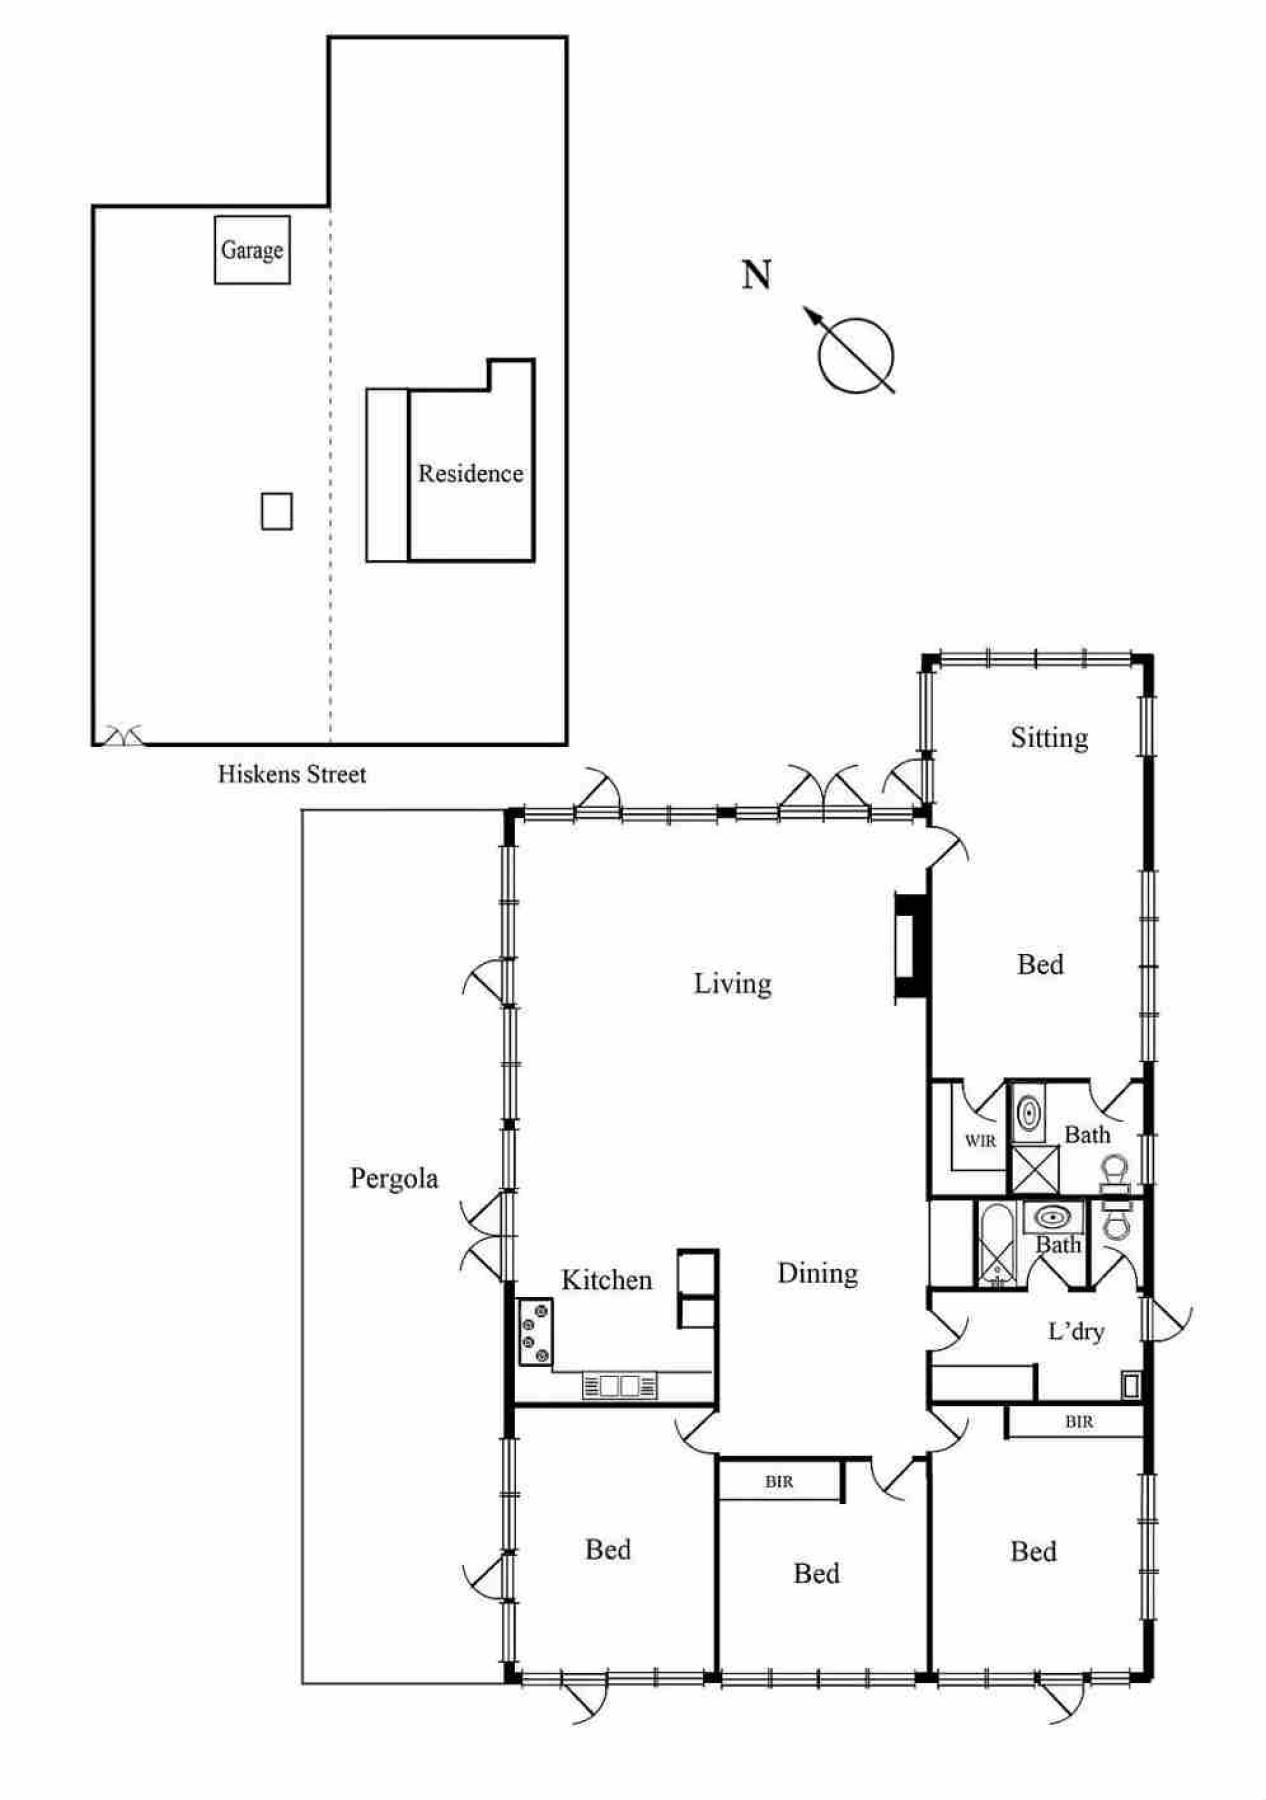 Garage
N
Residence
Hiskens Street
Sitting
Living
Bed
WIR
Bath
Pergola
Kitchen
Dining
Bath
L'dry
BIR
BIR
Bed
Bed
Bed